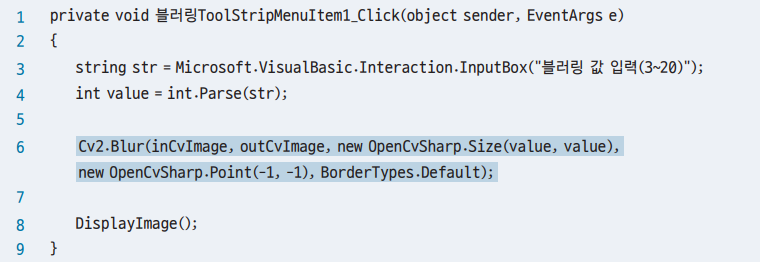 1 private void 블러링ToolStripMenuItem1_Click(object sender, EventArgs e)
2 {
3 string str = Microsoft.VisualBasic.Interaction.InputBox("블러링 값 입력(3~20)");
4 int value = int.Parse(str);
5
6 Cv2.Blur(inCvImage, outCvImage, new OpenCvSharp.Size(value, value),
new OpenCvSharp.Point(-1, -1), BorderTypes.Default);
7
8 DisplayImage();
9 }